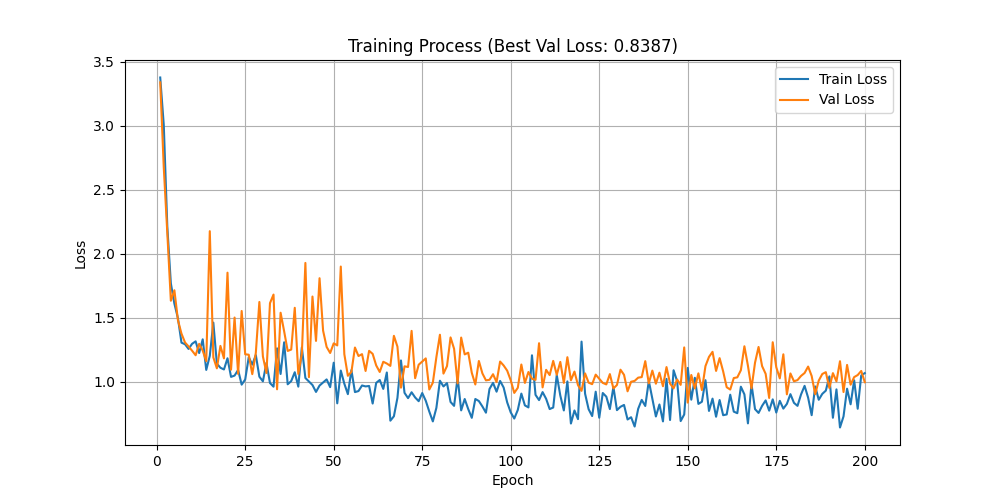 Training Process (Best Val Loss: 0.8387)
Train Loss
Val Loss
3.5
3.0
2.5
2.0
1.5
1.0
Loss
0 25 50 75 100 125 150 175 200
Epoch